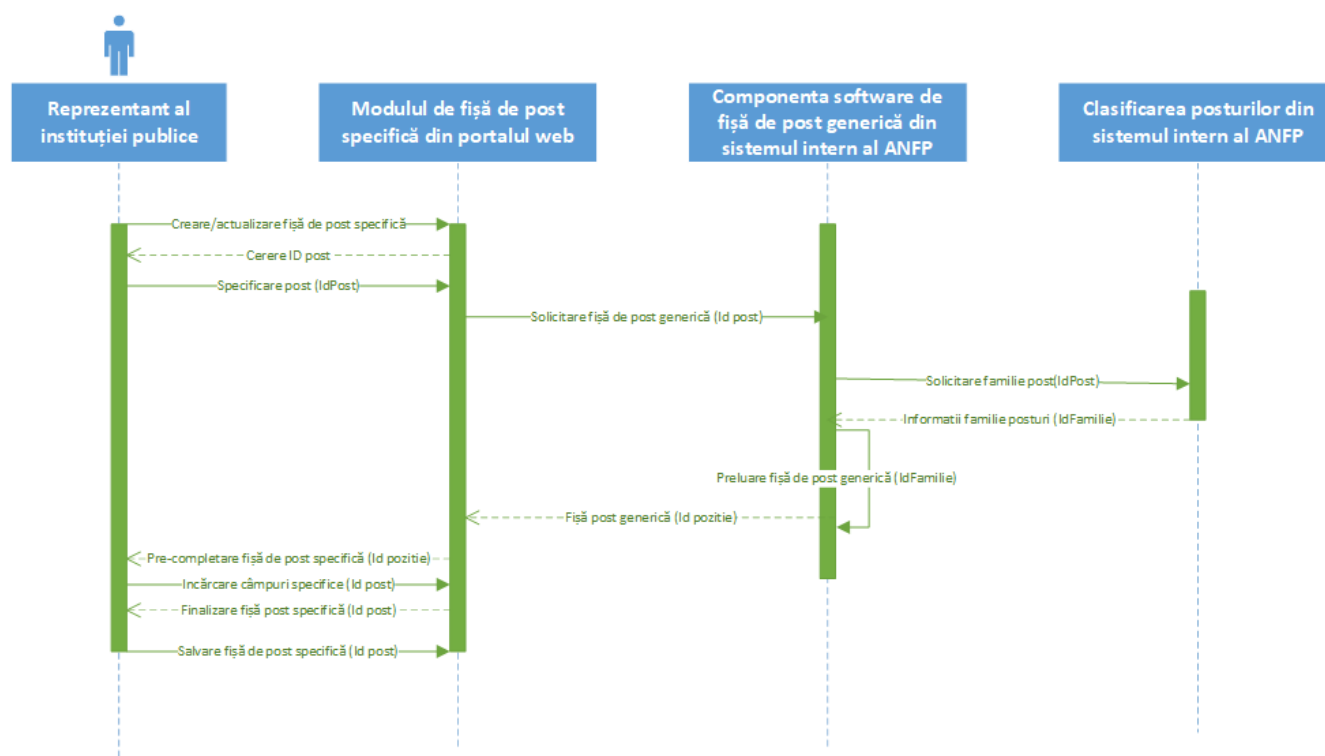 Reprezentant al
instituției publice
Modulul de fișă de post
specifică din portalul web
Componenta software de
fișă de post generică din
sistemul intern al ANFP
Clasificarea posturilor din
sistemul intern al ANFP
Creare/actualizare fișă de post specifică
Cerere ID post
Specificare post (IdPost)
Solicitare fișă de post generică (Id post)
Solicitare familie post(IdPost)
Informatii familie posturi (IdFamilie)
Preluare fișă de post generică (IdFamilie)
Fișă post generică (Id pozitie)
Pre-completare fișă de post specifică (Id pozitie)
Incărcare câmpuri specifice (Id post)
Finalizare fișă post specifică (Id post)
Salvare fișă de post specifică (Id post)